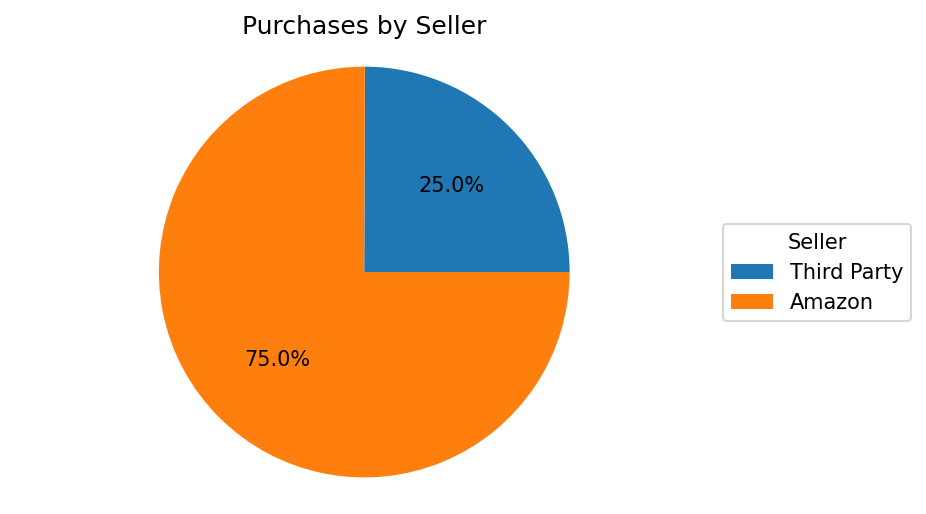 Purchases by Seller
25.0%
75.0%
Seller
Third Party
Amazon